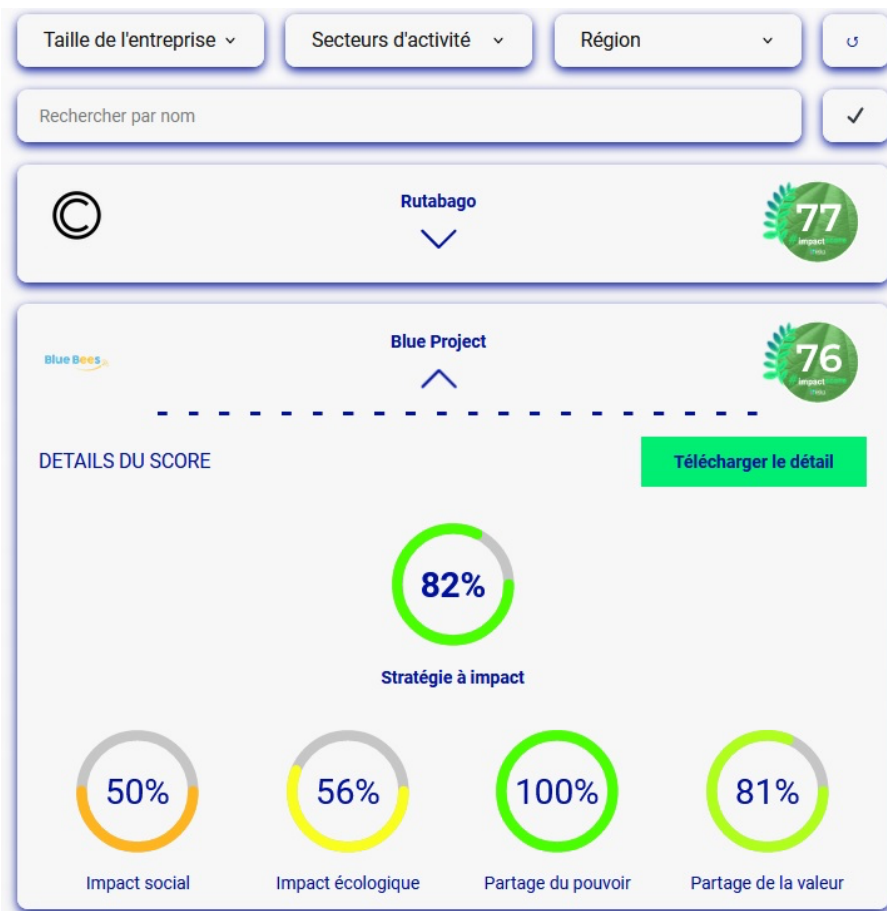 Taille de l'entreprise
Secteurs d'activité
Région
Rechercher par nom
Rutabago
77
impact
Blue Bees
Blue Project
76
impact
DETAILS DU SCORE
Télécharger le détail
82%
Stratégie à impact
50%
56%
100%
81%
Impact social
Impact écologique
Partage du pouvoir
Partage de la valeur